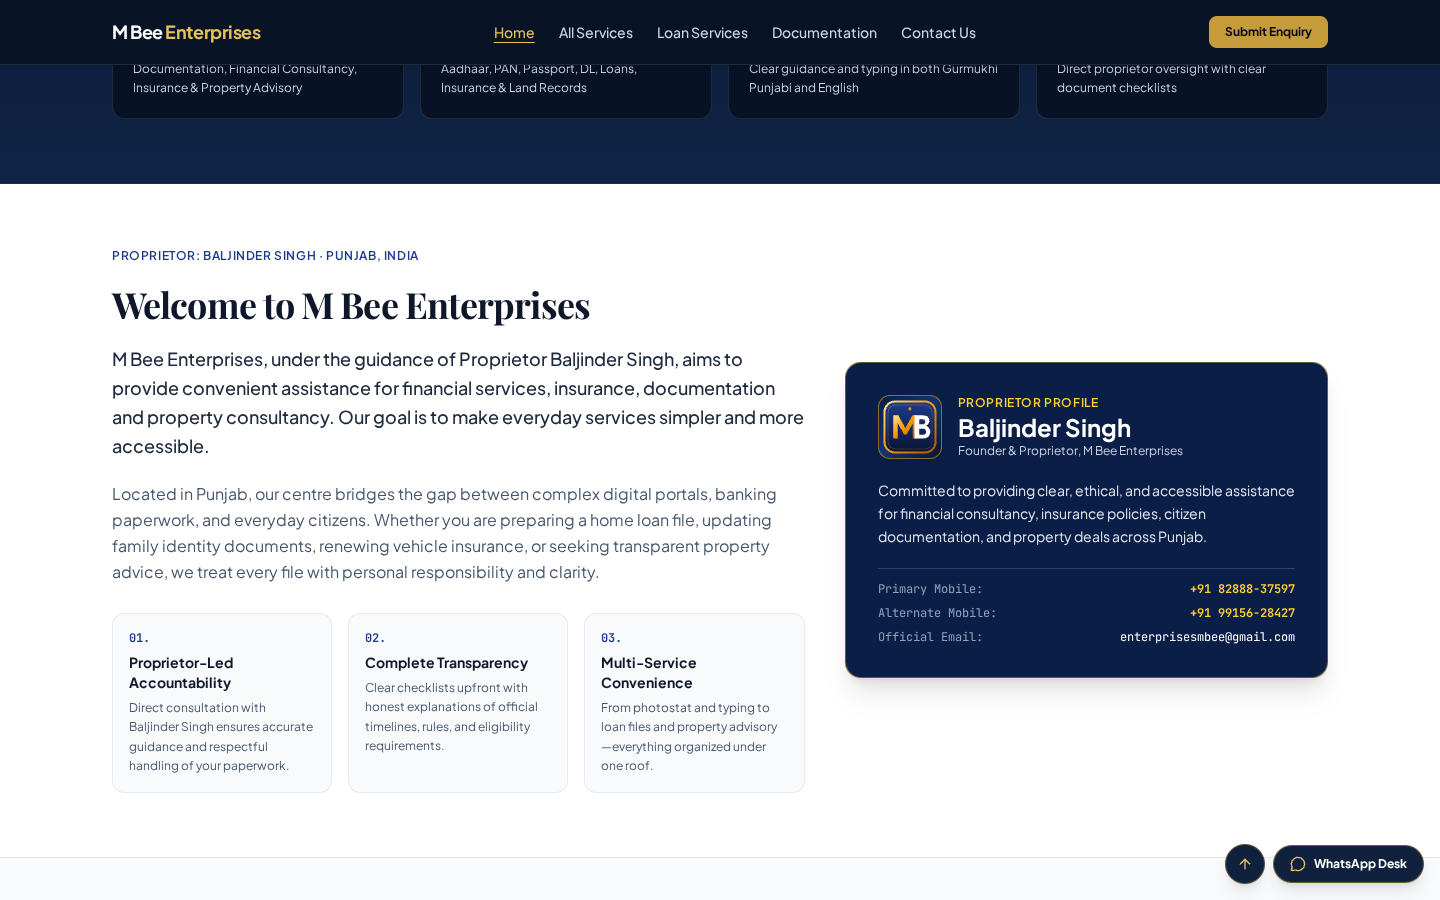 M Bee Enterprises
Home
All Services
Loan Services
Documentation
Contact Us
Submit Enquiry
Documentation, Financial Consultancy,
Insurance & Property Advisory
Aadhaar, PAN, Passport, DL, Loans,
Insurance & Land Records
Clear guidance and typing in both Gurmukhi
Punjabi and English
Direct proprietor oversight with clear
document checklists
PROPRIETOR: BALJINDER SINGH · PUNJAB, INDIA
Welcome to M Bee Enterprises
M Bee Enterprises, under the guidance of Proprietor Baljinder Singh, aims to
provide convenient assistance for financial services, insurance, documentation
and property consultancy. Our goal is to make everyday services simpler and more
accessible.
Located in Punjab, our centre bridges the gap between complex digital portals, banking
paperwork, and everyday citizens. Whether you are preparing a home loan file, updating
family identity documents, renewing vehicle insurance, or seeking transparent property
advice, we treat every file with personal responsibility and clarity.
01.
Proprietor-Led
Accountability
Direct consultation with
Baljinder Singh ensures accurate
guidance and respectful
handling of your paperwork.
02.
Complete Transparency
Clear checklists upfront with
honest explanations of official
timelines, rules, and eligibility
requirements.
03.
Multi-Service
Convenience
From photostat and typing to
loan files and property advisory
—everything organized under
one roof.
MB
PROPRIETOR PROFILE
Baljinder Singh
Founder & Proprietor, M Bee Enterprises
Committed to providing clear, ethical, and accessible assistance
for financial consultancy, insurance policies, citizen
documentation, and property deals across Punjab.
Primary Mobile: +91 82888-37597
Alternate Mobile: +91 99156-28427
Official Email: enterprisesmbee@gmail.com
WhatsApp Desk